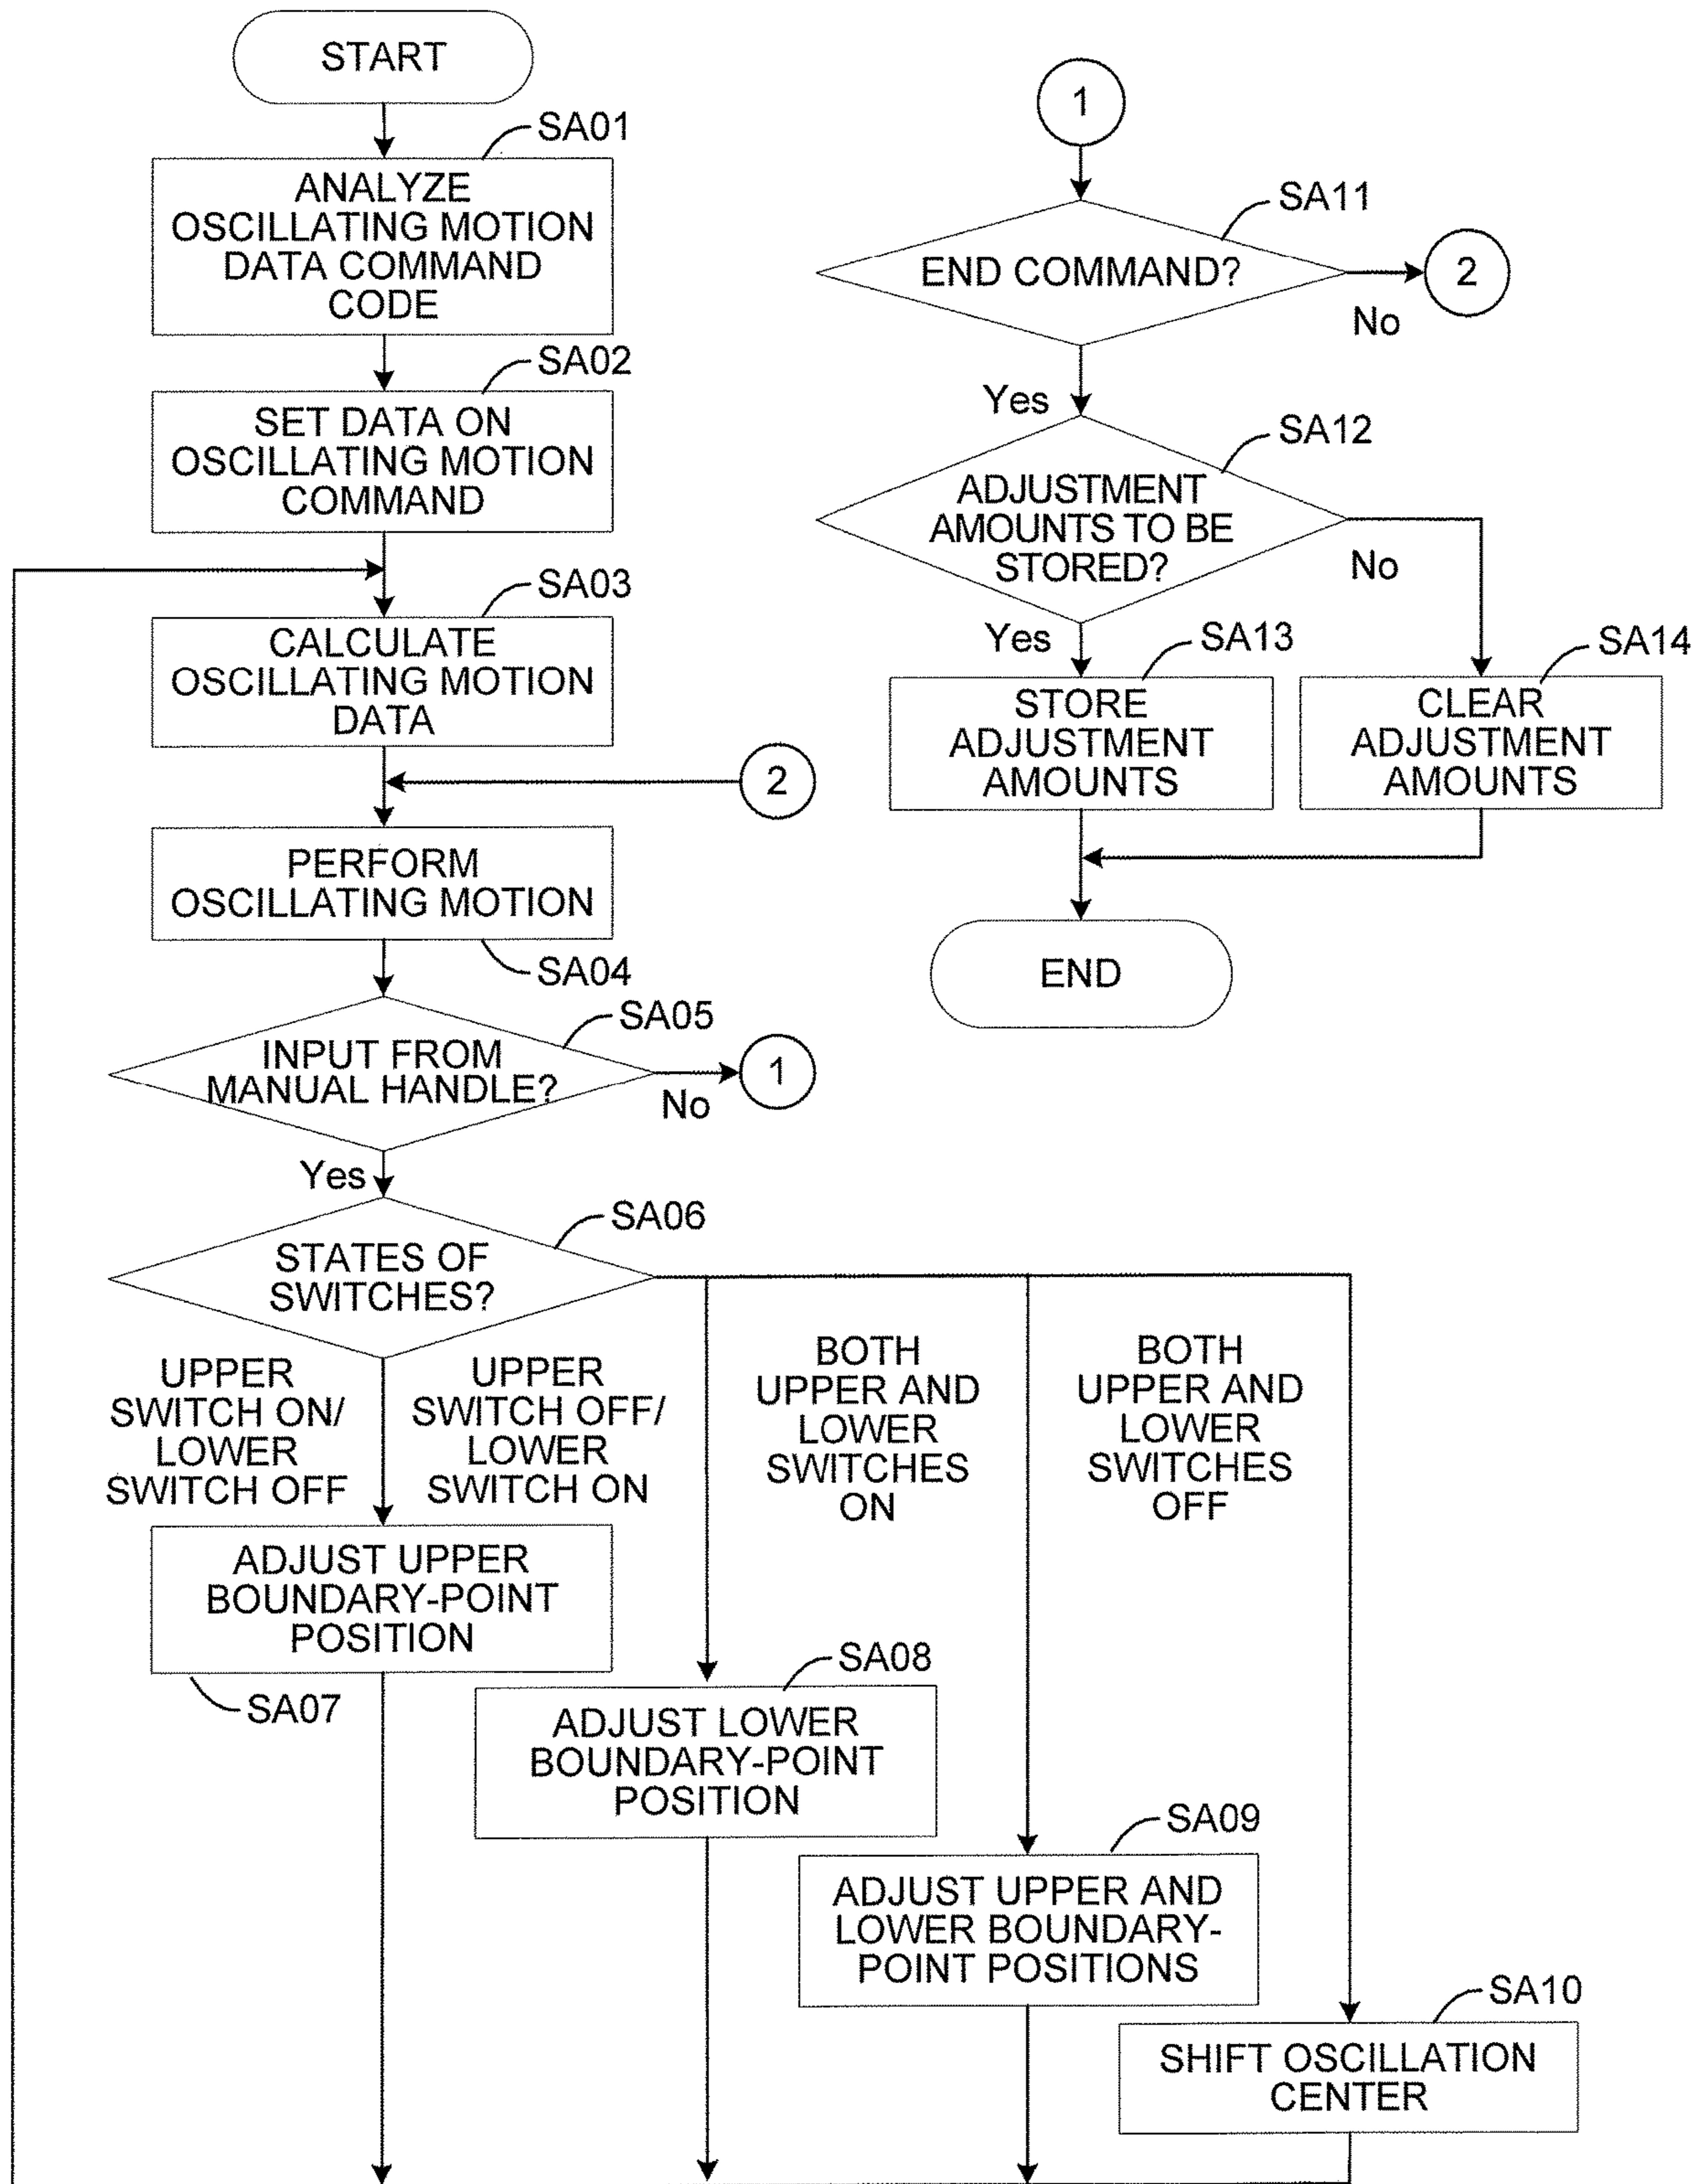 START
SA01
ANALYZE
OSCILLATING MOTION
DATA COMMAND
CODE
SA02
SET DATA ON
OSCILLATING MOTION
COMMAND
SA03
CALCULATE
OSCILLATING MOTION
DATA
2
PERFORM
OSCILLATING MOTION
SA04
SA05
INPUT FROM
MANUAL HANDLE?
No
1
Yes
SA06
STATES OF
SWITCHES?
UPPER
SWITCH ON/
LOWER
SWITCH OFF
UPPER
SWITCH OFF/
LOWER
SWITCH ON
BOTH
UPPER AND
LOWER
SWITCHES
ON
BOTH
UPPER AND
LOWER
SWITCHES
OFF
ADJUST UPPER
BOUNDARY-POINT
POSITION
SA07
SA08
ADJUST LOWER
BOUNDARY-POINT
POSITION
SA09
ADJUST UPPER AND
LOWER BOUNDARY-
POINT POSITIONS
SA10
SHIFT OSCILLATION
CENTER
1
SA11
END COMMAND?
No
2
Yes
SA12
ADJUSTMENT
AMOUNTS TO BE
STORED?
No
Yes
SA13
STORE
ADJUSTMENT
AMOUNTS
SA14
CLEAR
ADJUSTMENT
AMOUNTS
END